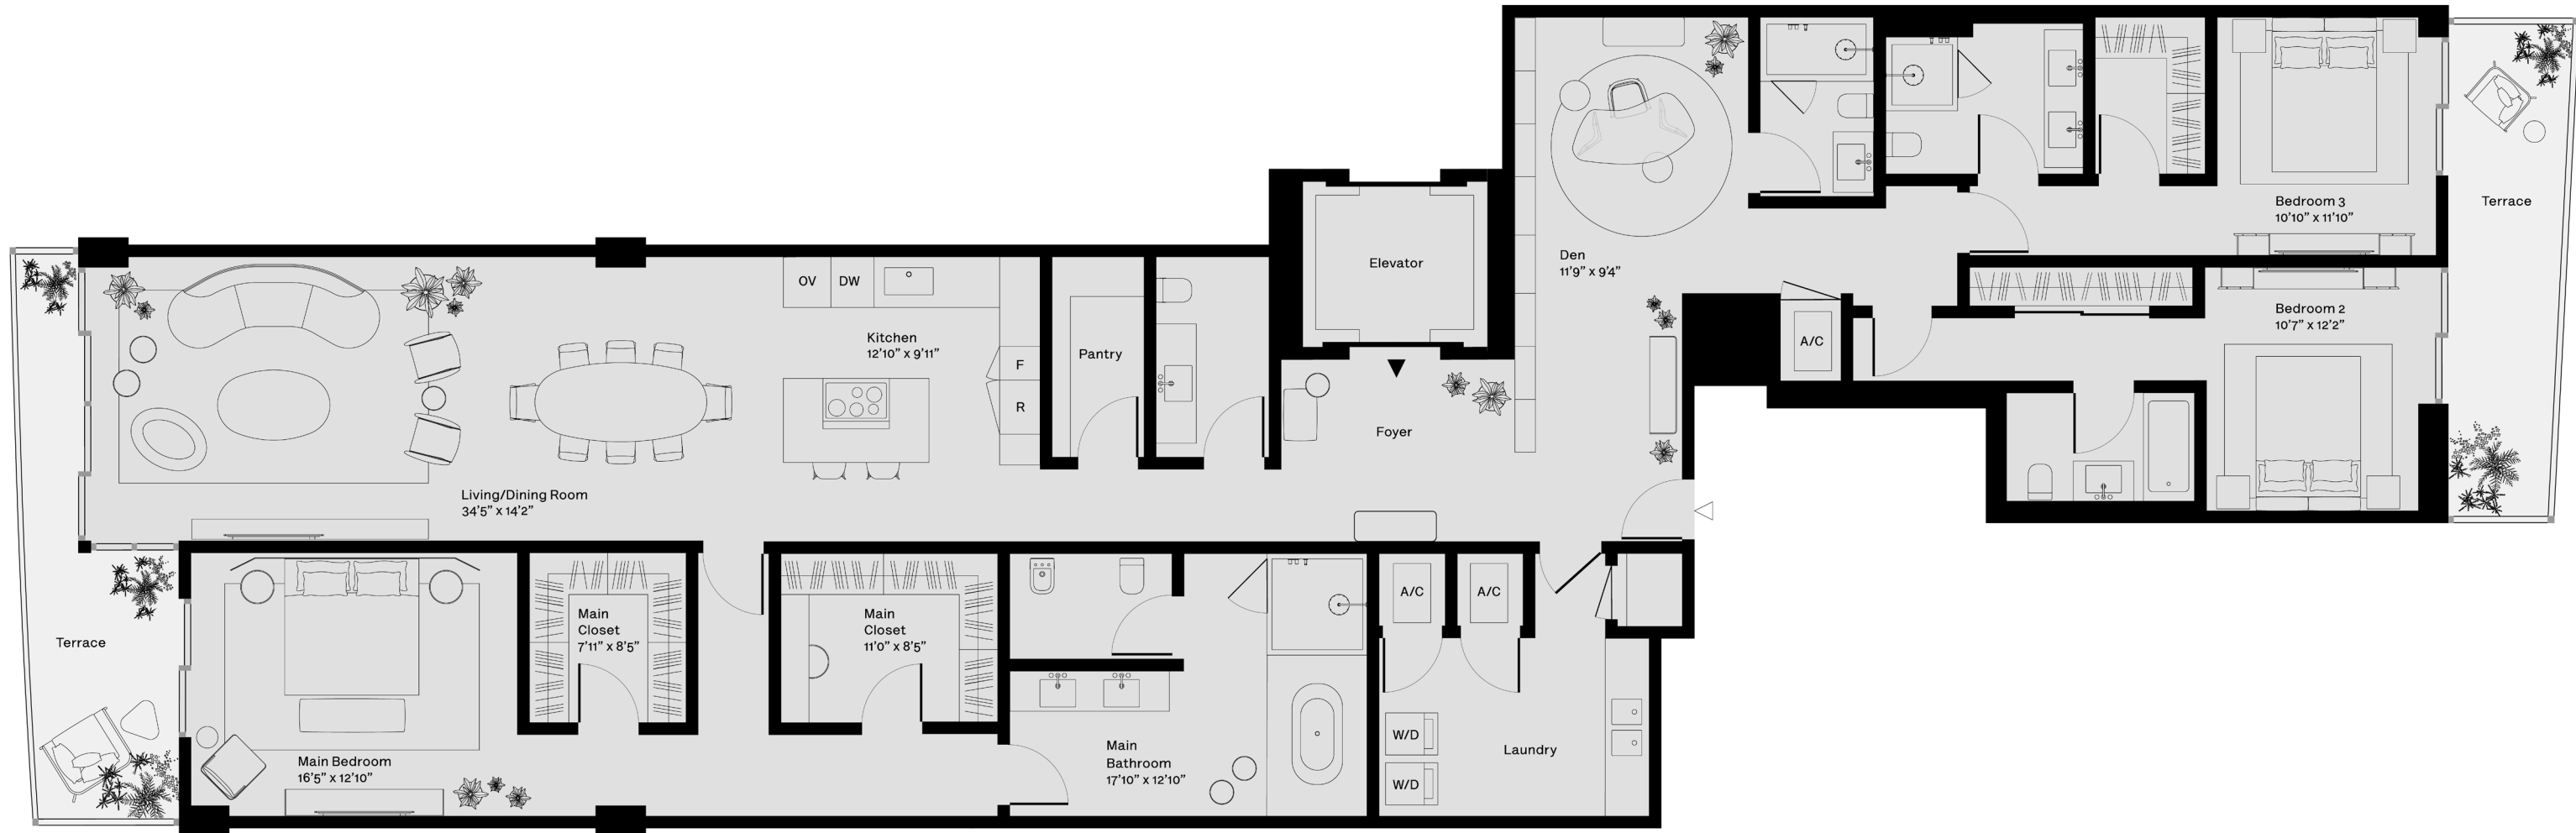 Elevator
Den
11'9" x 9'4"
Bedroom 3
10'10" x 11'10"
Terrace
Bedroom 2
10'7" x 12'2"
A/C
OV
DW
Kitchen
12'10" x 9'11"
F
R
Pantry
Foyer
Living/Dining Room
34'5" x 14'2"
Terrace
Main
Closet
7'11" x 8'5"
Main
Closet
11'0" x 8'5"
A/C
A/C
Main Bedroom
16'5" x 12'10"
Main
Bathroom
17'10" x 12'10"
W/D
W/D
Laundry